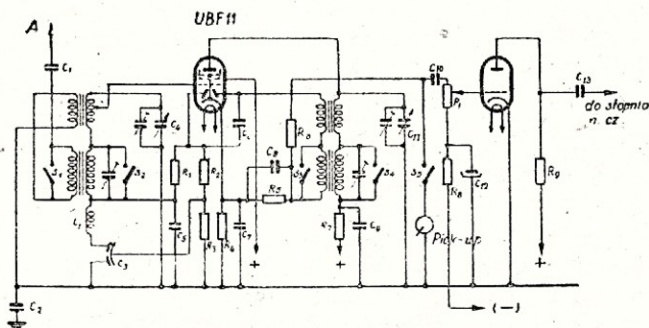 UBF11
A
C1
C4
C10
P1
C13
do stopnia
n. cz.
R6
C11
C8
S1
S2
R1
R2
S3
S4
S5
R8
C12
R9
R5
L1
C5
R3
R4
C7
R7
C9
Pick-up
C3
+
+
+
C2
(—)